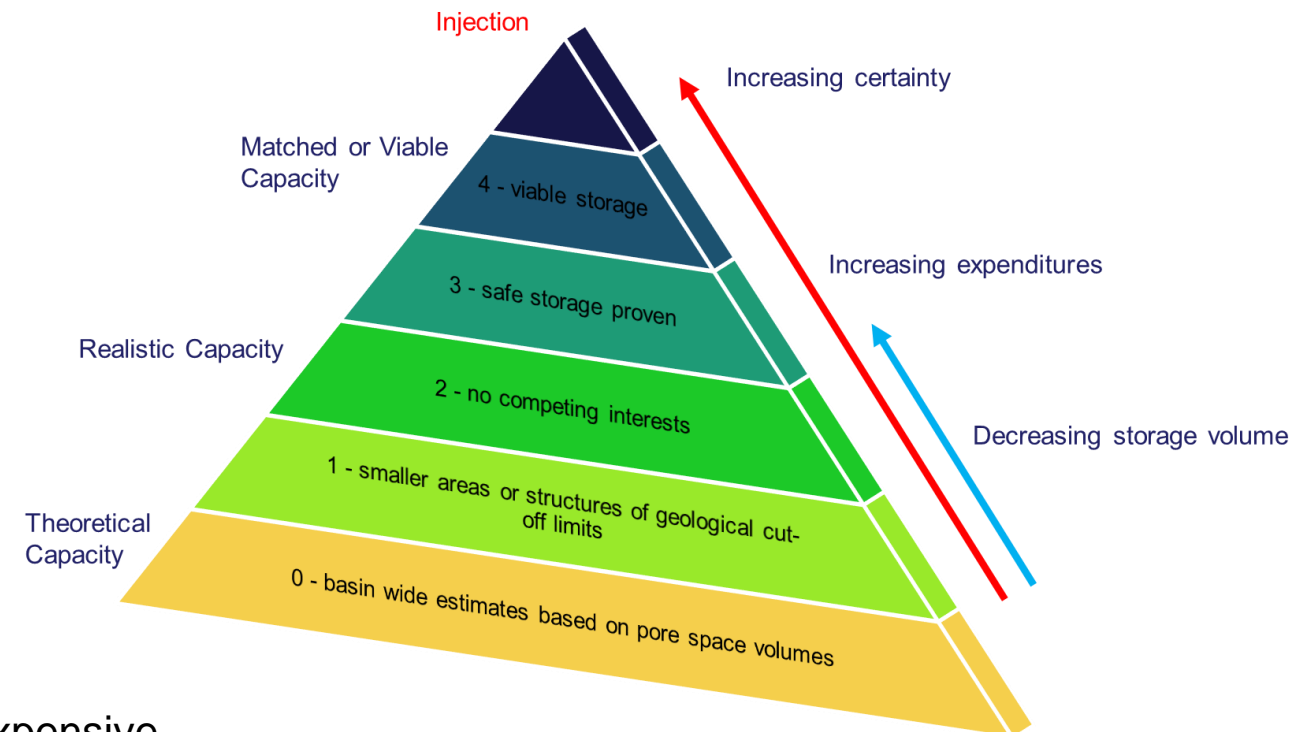 Injection
Increasing certainty
Matched or Viable
Capacity
4 - viable storage
Increasing expenditures
3 - safe storage proven
Realistic Capacity
2 - no competing interests
Decreasing storage volume
1 - smaller areas or structures of geological cut-
off limits
Theoretical
Capacity
0 - basin wide estimates based on pore space volumes